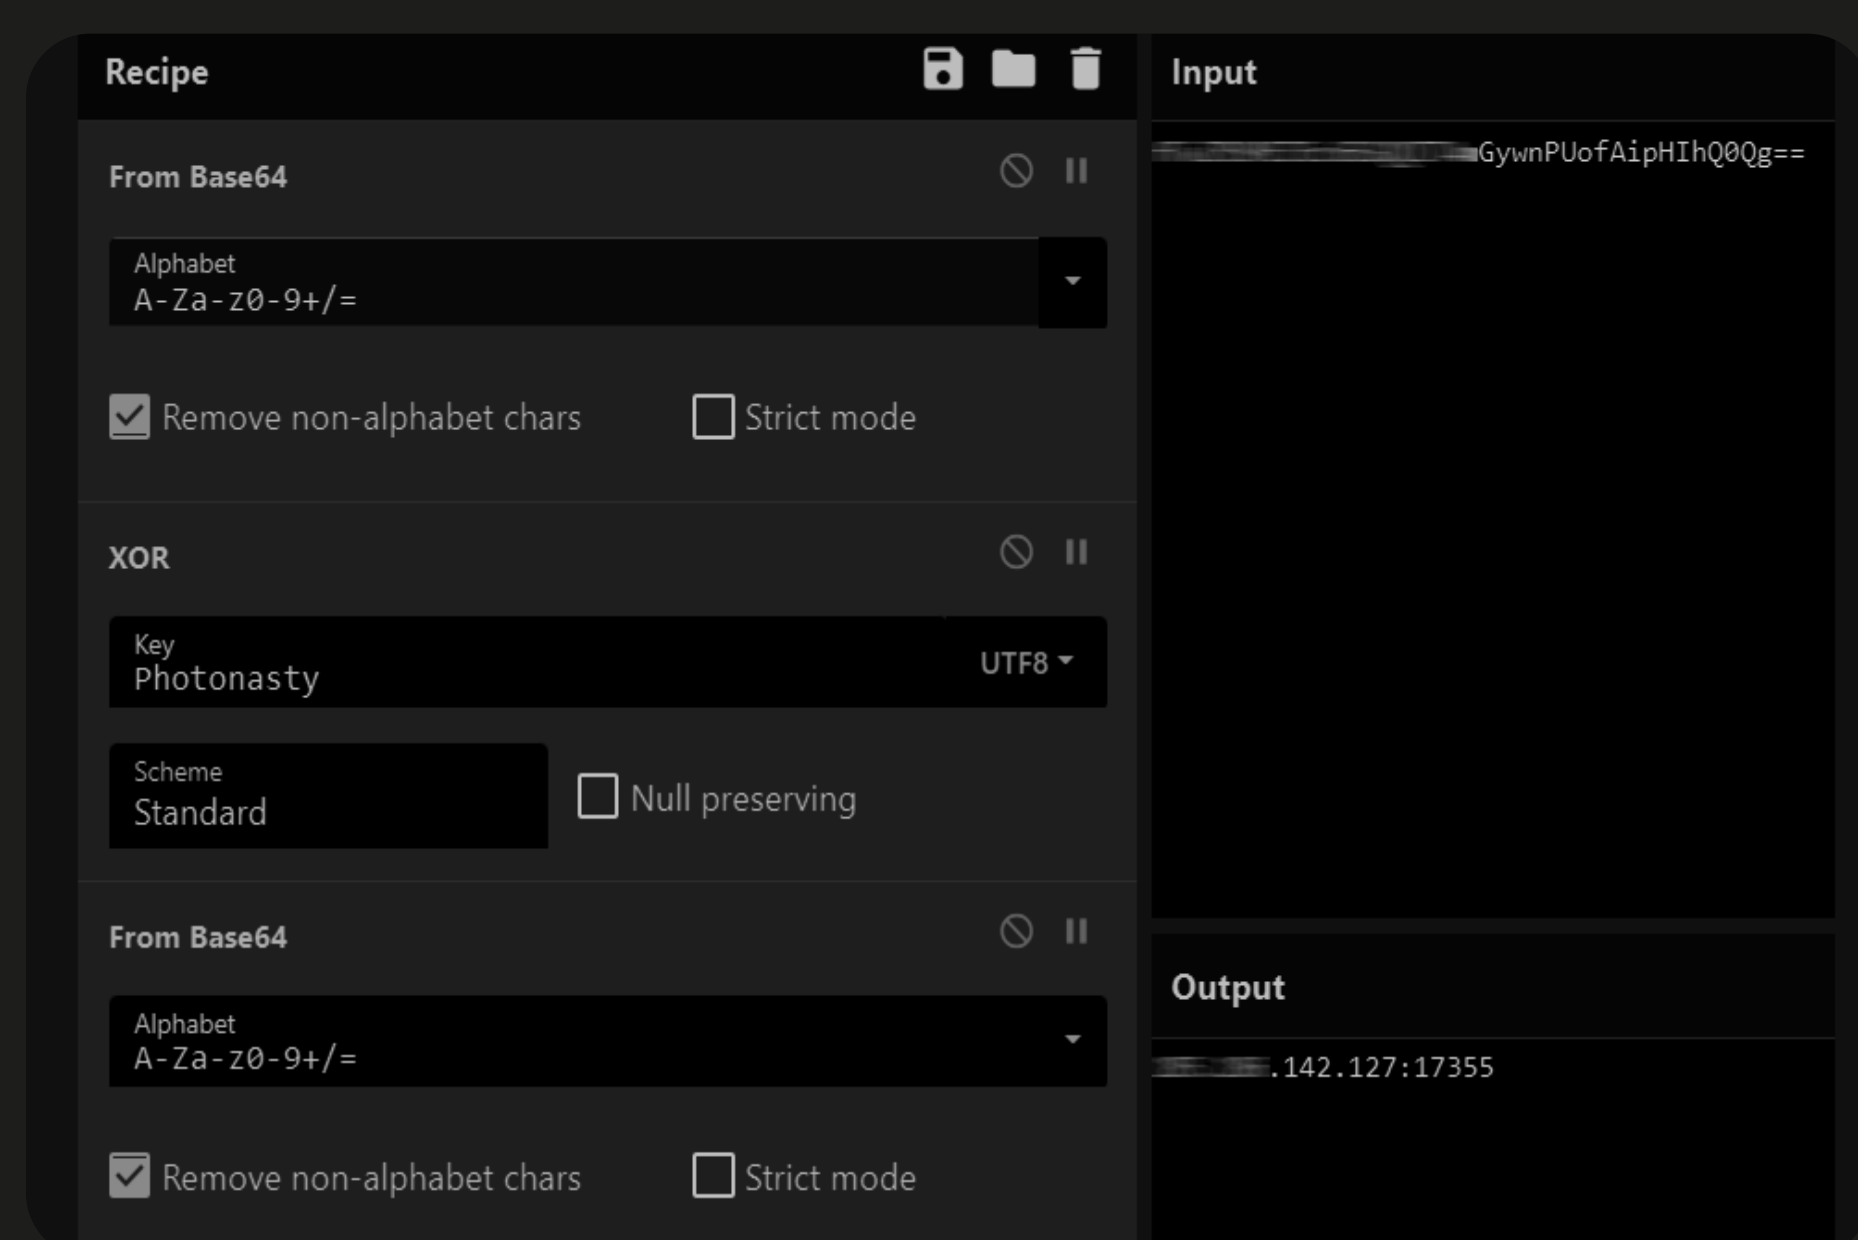 Recipe
From Base64
Alphabet
A-Za-z0-9+/=
Remove non-alphabet chars
Strict mode
XOR
Key
Photonasty
UTF8
Scheme
Standard
Null preserving
From Base64
Alphabet
A-Za-z0-9+/=
Remove non-alphabet chars
Strict mode
Input
GywnPUofAipHIhQ0Qg==
Output
.142.127:17355